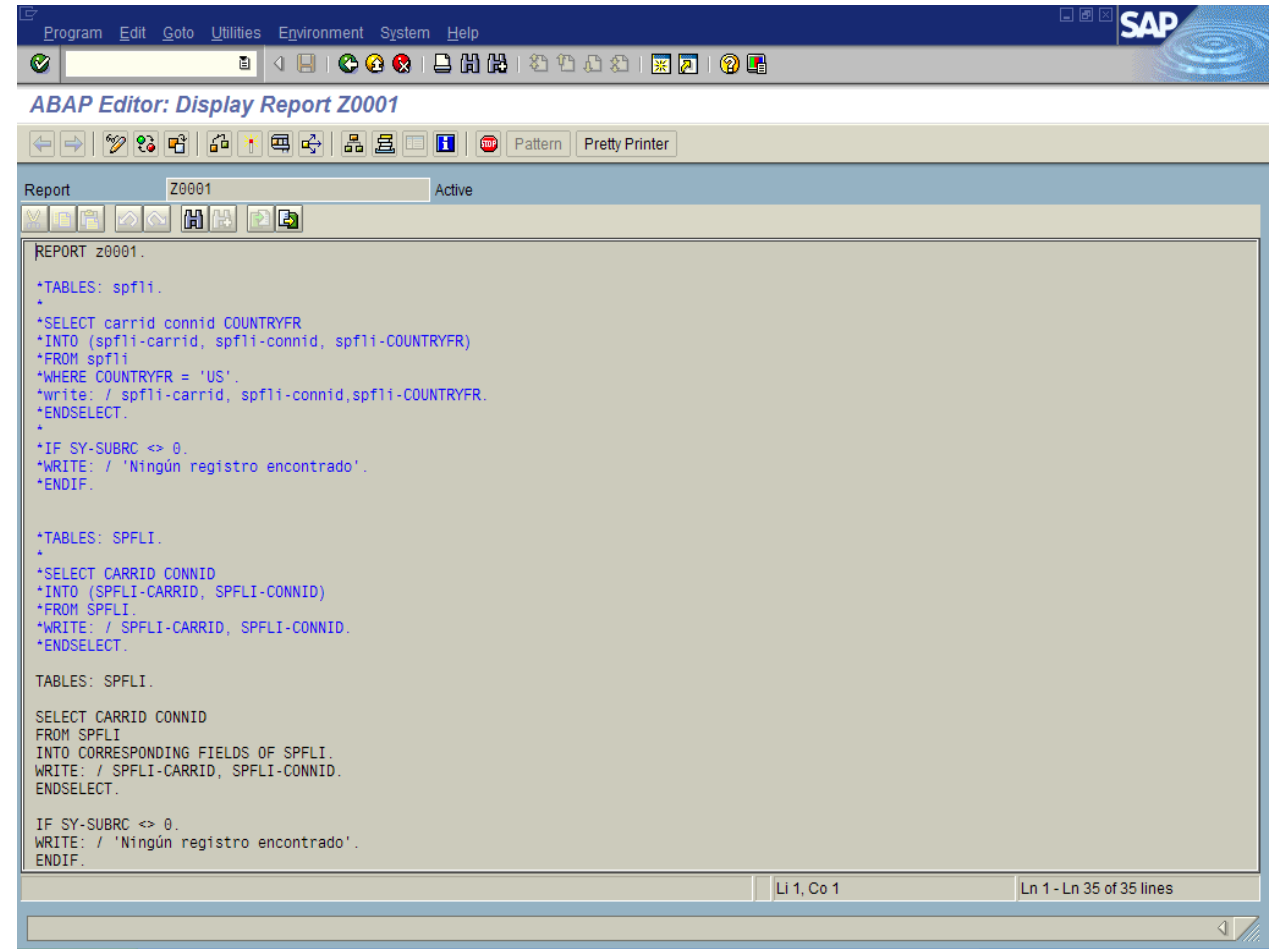 Program Edit Goto Utilities Environment System Help
SAP
ABAP Editor: Display Report Z0001
STOP Pattern Pretty Printer
Report Z0001 Active
REPORT z0001.
*TABLES: spfli.
*
*SELECT carrid connid COUNTRYFR
*INTO (spfli-carrid, spfli-connid, spfli-COUNTRYFR)
*FROM spfli
*WHERE COUNTRYFR = 'US'.
*write: / spfli-carrid, spfli-connid,spfli-COUNTRYFR.
*ENDSELECT.
*
*IF SY-SUBRC <> 0.
*WRITE: / 'Ningún registro encontrado'.
*ENDIF.
*TABLES: SPFLI.
*
*SELECT CARRID CONNID
*INTO (SPFLI-CARRID, SPFLI-CONNID)
*FROM SPFLI.
*WRITE: / SPFLI-CARRID, SPFLI-CONNID.
*ENDSELECT.
TABLES: SPFLI.
SELECT CARRID CONNID
FROM SPFLI
INTO CORRESPONDING FIELDS OF SPFLI.
WRITE: / SPFLI-CARRID, SPFLI-CONNID.
ENDSELECT.
IF SY-SUBRC <> 0.
WRITE: / 'Ningún registro encontrado'.
ENDIF.
Li 1, Co 1 Ln 1 - Ln 35 of 35 lines